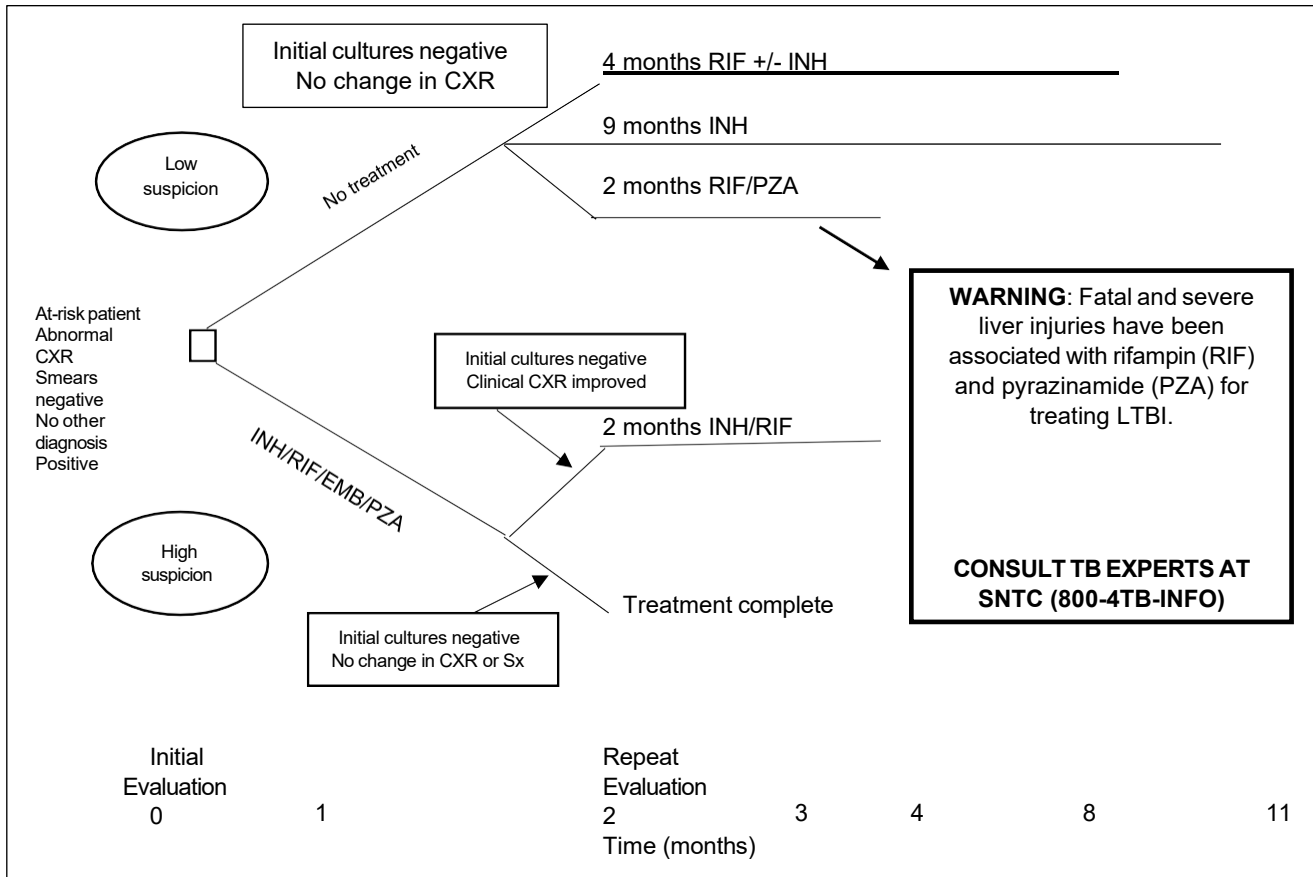 Initial cultures negative
No change in CXR
4 months RIF +/- INH
9 months INH
2 months RIF/PZA
Low
suspicion
No treatment
At-risk patient
Abnormal
CXR
Smears
negative
No other
diagnosis
Positive
WARNING: Fatal and severe
liver injuries have been
associated with rifampin (RIF)
and pyrazinamide (PZA) for
treating LTBI.
CONSULT TB EXPERTS AT
SNTC (800-4TB-INFO)
Initial cultures negative
Clinical CXR improved
2 months INH/RIF
INH/RIF/EMB/PZA
High
suspicion
Treatment complete
Initial cultures negative
No change in CXR or Sx
Initial
Evaluation
0
1
Repeat
Evaluation
2
3
4
8
11
Time (months)